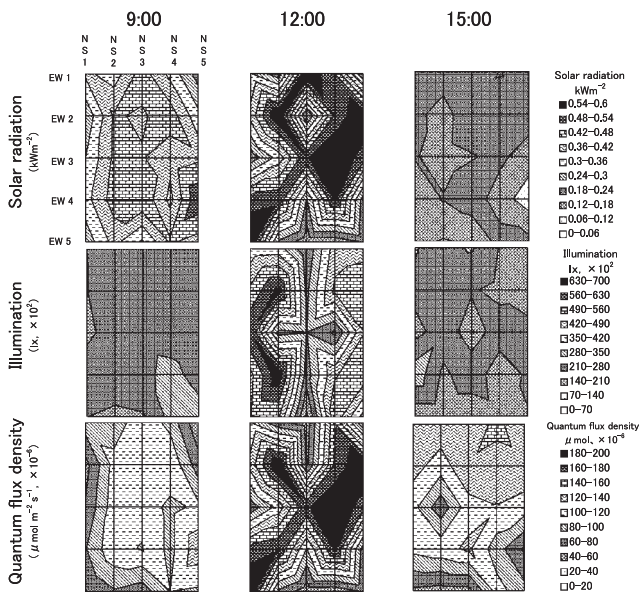 9:00 12:00 15:00
N S 1 N S 2 N S 3 N S 4 N S 5
EW 1
EW 2
EW 3
EW 4
EW 5
Solar radiation
(kWm−2)
Illumination
(lx, ×10²)
Quantum flux density
(μmol m−2 s−1, ×10−6)
Solar radiation
kWm−2
0.54−0.6
0.48−0.54
0.42−0.48
0.36−0.42
0.3−0.36
0.24−0.3
0.18−0.24
0.12−0.18
0.06−0.12
0−0.06
Illumination
lx, ×10²
630−700
560−630
490−560
420−490
350−420
280−350
210−280
140−210
70−140
0−70
Quantum flux density
μmol, ×10−6
180−200
160−180
140−160
120−140
100−120
80−100
60−80
40−60
20−40
0−20